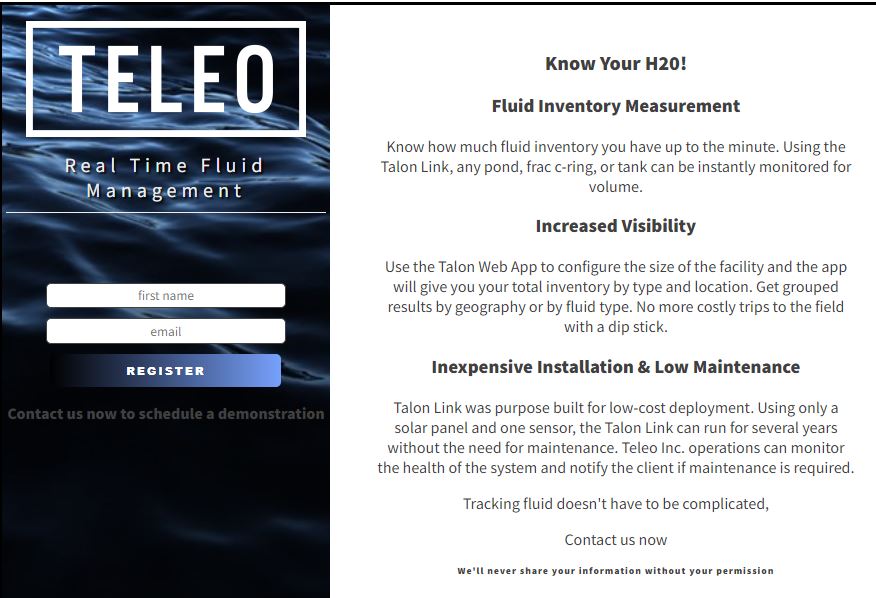 TELEO
Real Time Fluid
Management
first name
email
REGISTER
Contact us now to schedule a demonstration
Know Your H20!
Fluid Inventory Measurement
Know how much fluid inventory you have up to the minute. Using the
Talon Link, any pond, frac c-ring, or tank can be instantly monitored for
volume.
Increased Visibility
Use the Talon Web App to configure the size of the facility and the app
will give you your total inventory by type and location. Get grouped
results by geography or by fluid type. No more costly trips to the field
with a dip stick.
Inexpensive Installation & Low Maintenance
Talon Link was purpose built for low-cost deployment. Using only a
solar panel and one sensor, the Talon Link can run for several years
without the need for maintenance. Teleo Inc. operations can monitor
the health of the system and notify the client if maintenance is required.
Tracking fluid doesn't have to be complicated,
Contact us now
We'll never share your information without your permission